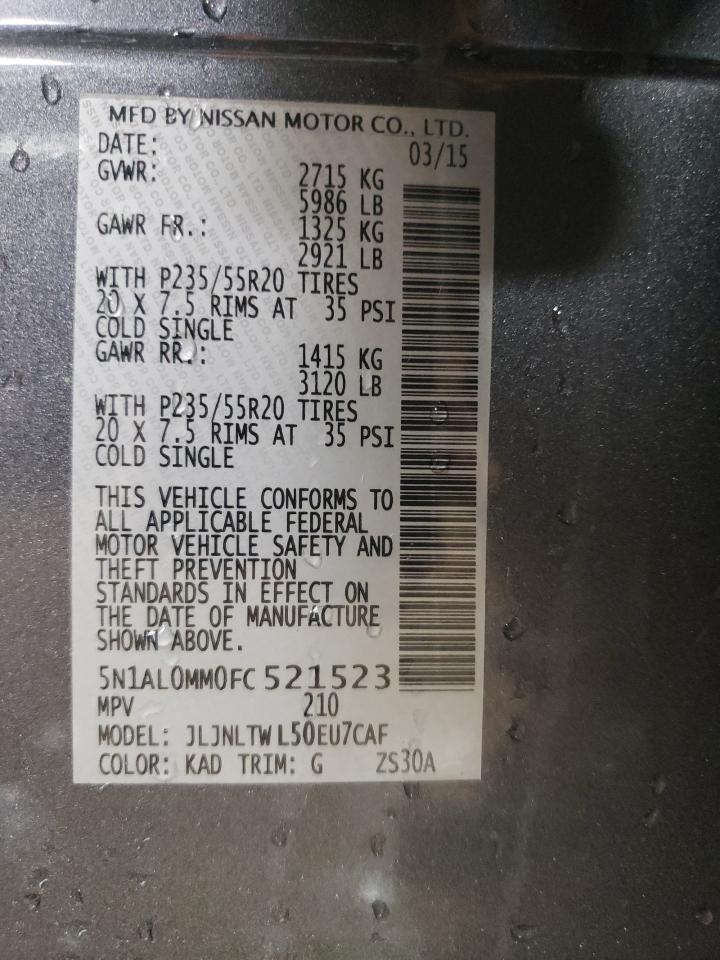 MFD BY NISSAN MOTOR CO., LTD.
DATE: 03/15
GVWR: 2715 KG
5986 LB
GAWR FR.: 1325 KG
2921 LB
WITH P235/55R20 TIRES
20 X 7.5 RIMS AT 35 PSI
COLD SINGLE
GAWR RR.: 1415 KG
3120 LB
WITH P235/55R20 TIRES
20 X 7.5 RIMS AT 35 PSI
COLD SINGLE
THIS VEHICLE CONFORMS TO
ALL APPLICABLE FEDERAL
MOTOR VEHICLE SAFETY AND
THEFT PREVENTION
STANDARDS IN EFFECT ON
THE DATE OF MANUFACTURE
SHOWN ABOVE.
5N1AL0MM0FC 521523
MPV 210
MODEL: JLJNLTWL50EU7CAF
COLOR: KAD TRIM: G ZS30A